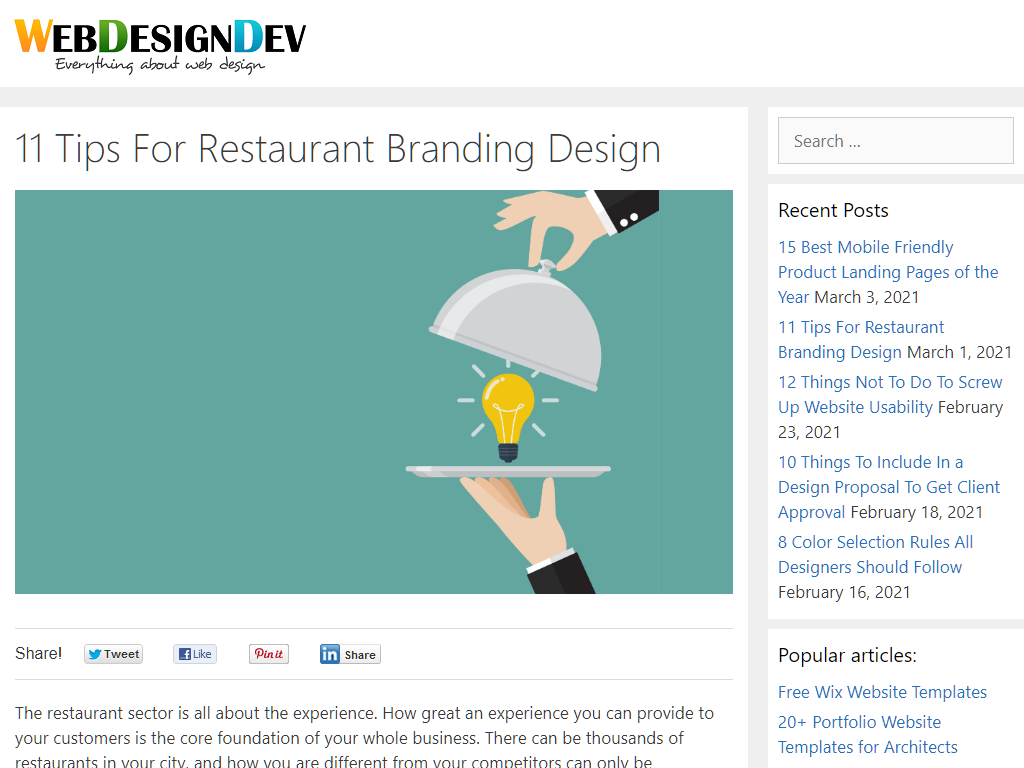 WEBDESIGNDEV
Everything about web design
11 Tips For Restaurant Branding Design
Share!
Tweet
Like
Pin it
in Share
The restaurant sector is all about the experience. How great an experience you can provide to
your customers is the core foundation of your whole business. There can be thousands of
restaurants in your city, and how you are different from your competitors can only be
Search ...
Recent Posts
15 Best Mobile Friendly
Product Landing Pages of the
Year March 3, 2021
11 Tips For Restaurant
Branding Design March 1, 2021
12 Things Not To Do To Screw
Up Website Usability February
23, 2021
10 Things To Include In a
Design Proposal To Get Client
Approval February 18, 2021
8 Color Selection Rules All
Designers Should Follow
February 16, 2021
Popular articles:
Free Wix Website Templates
20+ Portfolio Website
Templates for Architects